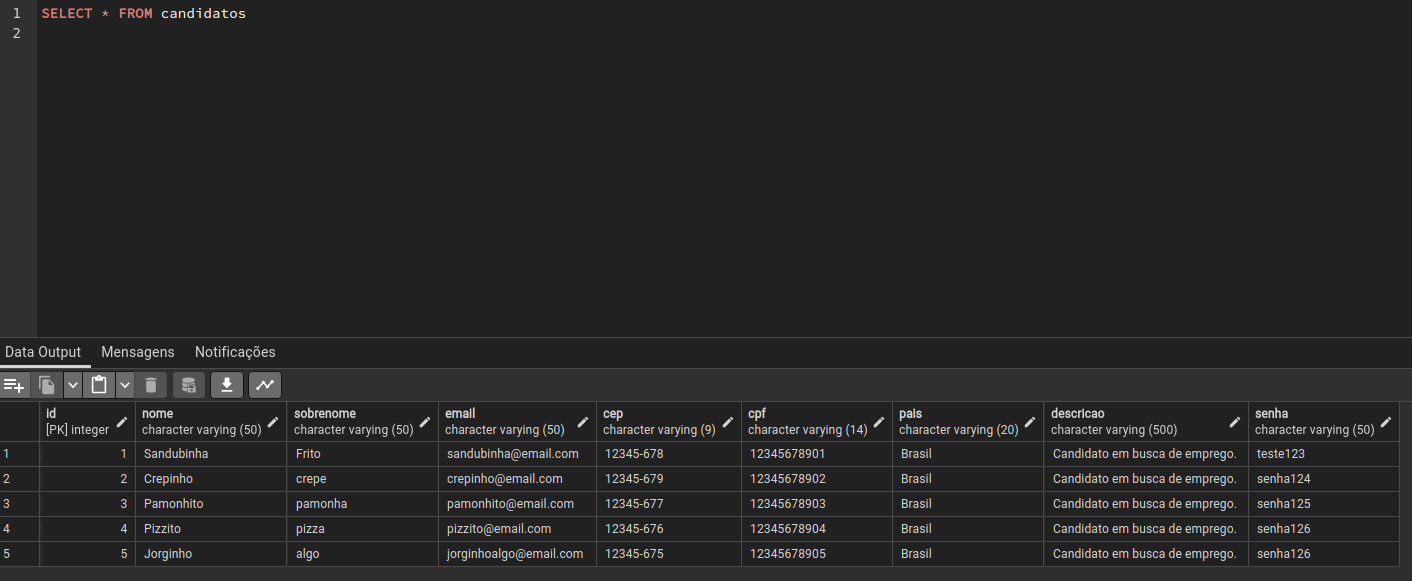 1 SELECT * FROM candidatos
2
Data Output Mensagens Notificações
id nome sobrenome email cep cpf pais descricao senha
[PK] integer character varying (50) character varying (50) character varying (50) character varying (9) character varying (14) character varying (20) character varying (500) character varying (50)
1 1 Sandubinha Frito sandubinha@email.com 12345-678 12345678901 Brasil Candidato em busca de emprego. teste123
2 2 Crepinho crepe crepinho@email.com 12345-679 12345678902 Brasil Candidato em busca de emprego. senha124
3 3 Pamonhito pamonha pamonhito@email.com 12345-677 12345678903 Brasil Candidato em busca de emprego. senha125
4 4 Pizzito pizza pizzito@email.com 12345-676 12345678904 Brasil Candidato em busca de emprego. senha126
5 5 Jorginho algo jorginhoalgo@email.com 12345-675 12345678905 Brasil Candidato em busca de emprego. senha126